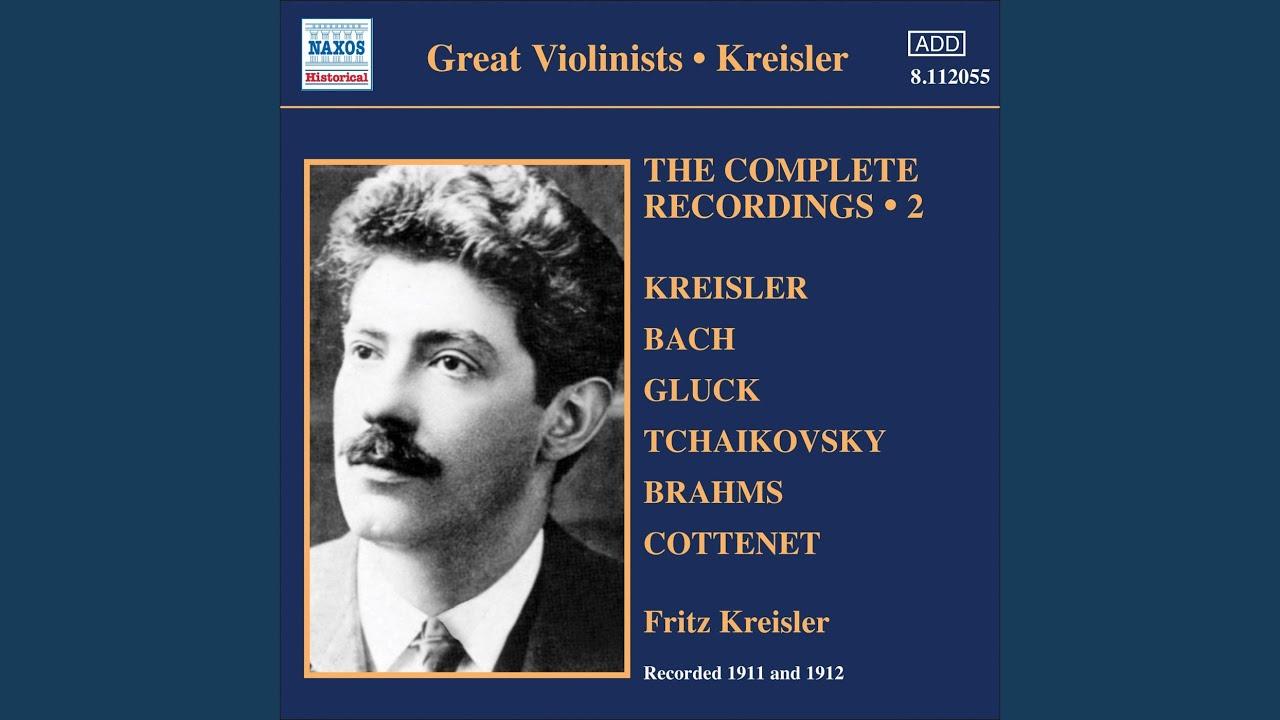 NAXOS
Historical
Great Violinists • Kreisler
ADD
8.112055
THE COMPLETE
RECORDINGS • 2
KREISLER
BACH
GLUCK
TCHAIKOVSKY
BRAHMS
COTTENET
Fritz Kreisler
Recorded 1911 and 1912